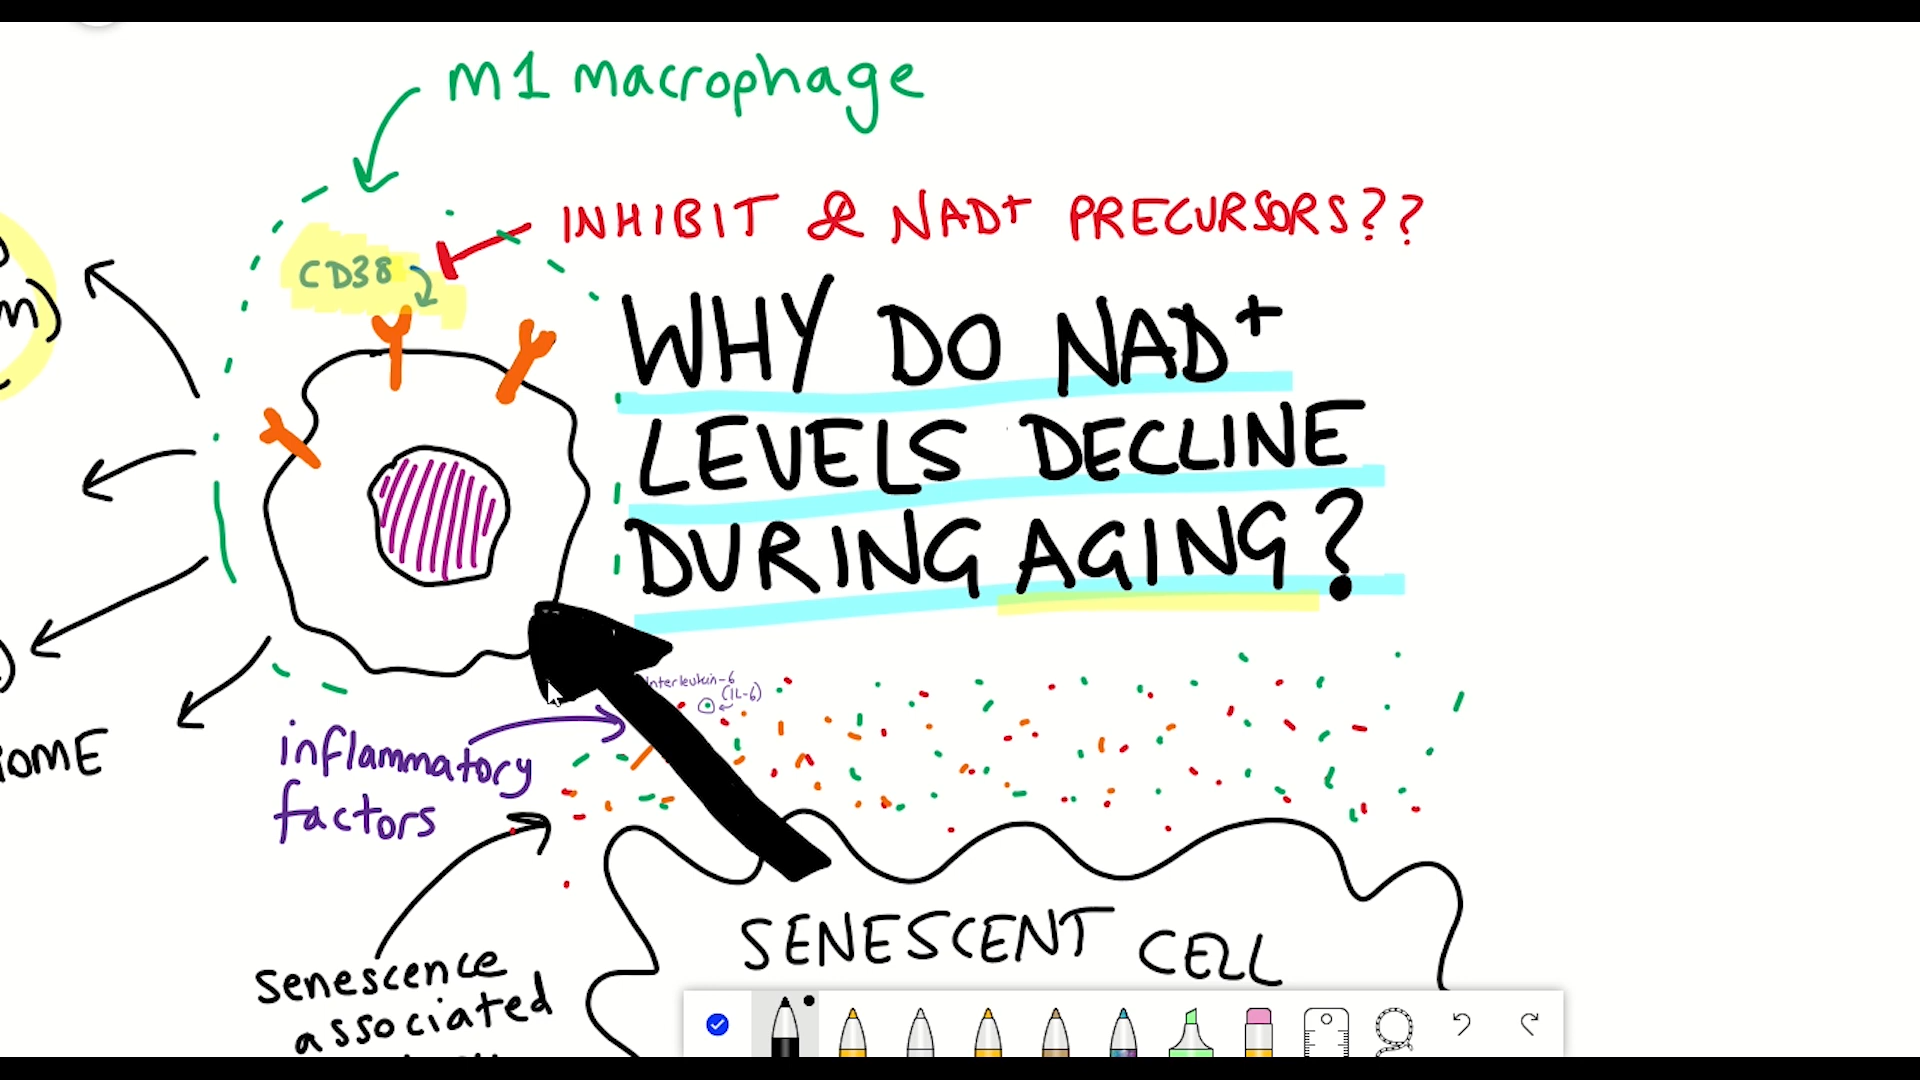 m1 macrophage
INHIBIT & NAD+ PRECURSORS??
CD38
WHY DO NAD+
LEVELS DECLINE
DURING AGING?
Interleukin-6
(IL-6)
inflammatory
factors
SENESCENT CELL
senescence
associated